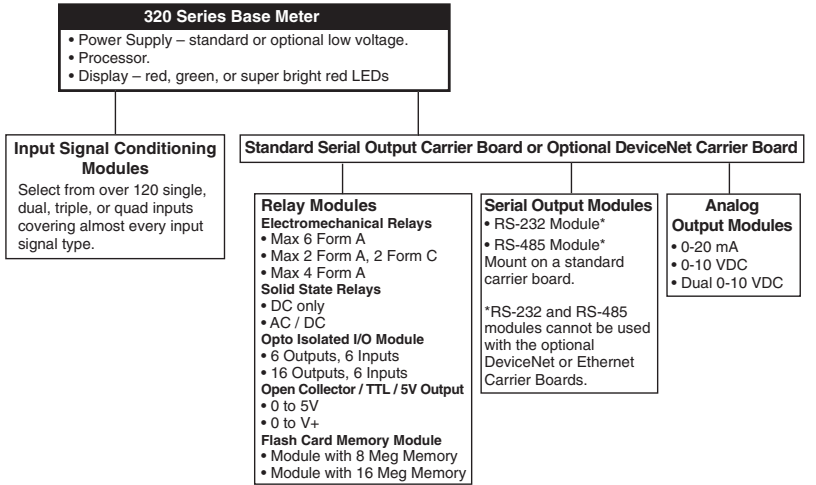 320 Series Base Meter
• Power Supply – standard or optional low voltage.
• Processor.
• Display – red, green, or super bright red LEDs
Input Signal Conditioning
Modules
Select from over 120 single,
dual, triple, or quad inputs
covering almost every input
signal type.
Standard Serial Output Carrier Board or Optional DeviceNet Carrier Board
Relay Modules
Electromechanical Relays
• Max 6 Form A
• Max 2 Form A, 2 Form C
• Max 4 Form A
Solid State Relays
• DC only
• AC / DC
Opto Isolated I/O Module
• 6 Outputs, 6 Inputs
• 16 Outputs, 6 Inputs
Open Collector / TTL / 5V Output
• 0 to 5V
• 0 to V+
Flash Card Memory Module
• Module with 8 Meg Memory
• Module with 16 Meg Memory
Serial Output Modules
• RS-232 Module*
• RS-485 Module*
Mount on a standard
carrier board.
*RS-232 and RS-485
modules cannot be used
with the optional
DeviceNet or Ethernet
Carrier Boards.
Analog
Output Modules
• 0-20 mA
• 0-10 VDC
• Dual 0-10 VDC